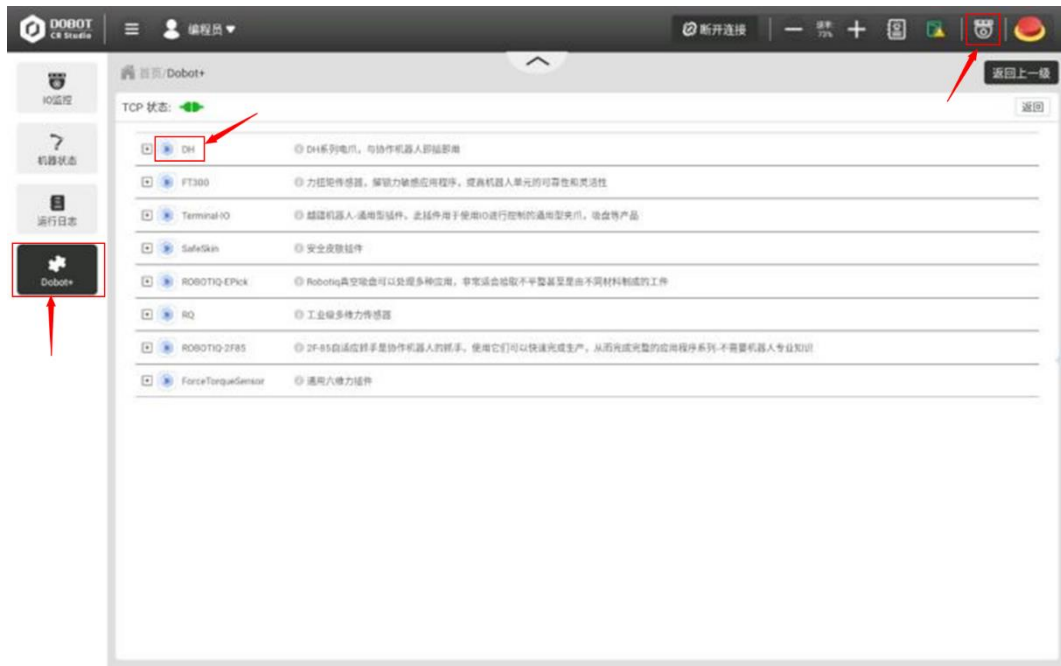 DOBOT
CR Studio
编程员
断开连接
速率:
73%
首页/Dobot+
返回上一级
IO监控
机器状态
运行日志
Dobot+
TCP 状态:
返回
DH DH系列电爪，与协作机器人即插即用
FT300 力扭矩传感器，解锁力敏感应用程序，提高机器人单元的可靠性和灵活性
Terminal-IO 越疆机器人-通用型插件，此插件用于使用IO进行控制的通用型夹爪，吸盘等产品
SafeSkin 安全皮肤插件
ROBOTIQ-EPick Robotiq真空吸盘可以处理多种应用，非常适合拾取不平整甚至是由不同材料制成的工件
RQ 工业级多维力传感器
ROBOTIQ-2F85 2F-85自适应抓手是协作机器人的抓手，使用它们可以快速完成生产，从而完成完整的应用程序系列-不需要机器人专业知识!
ForceTorqueSensor 通用六维力插件